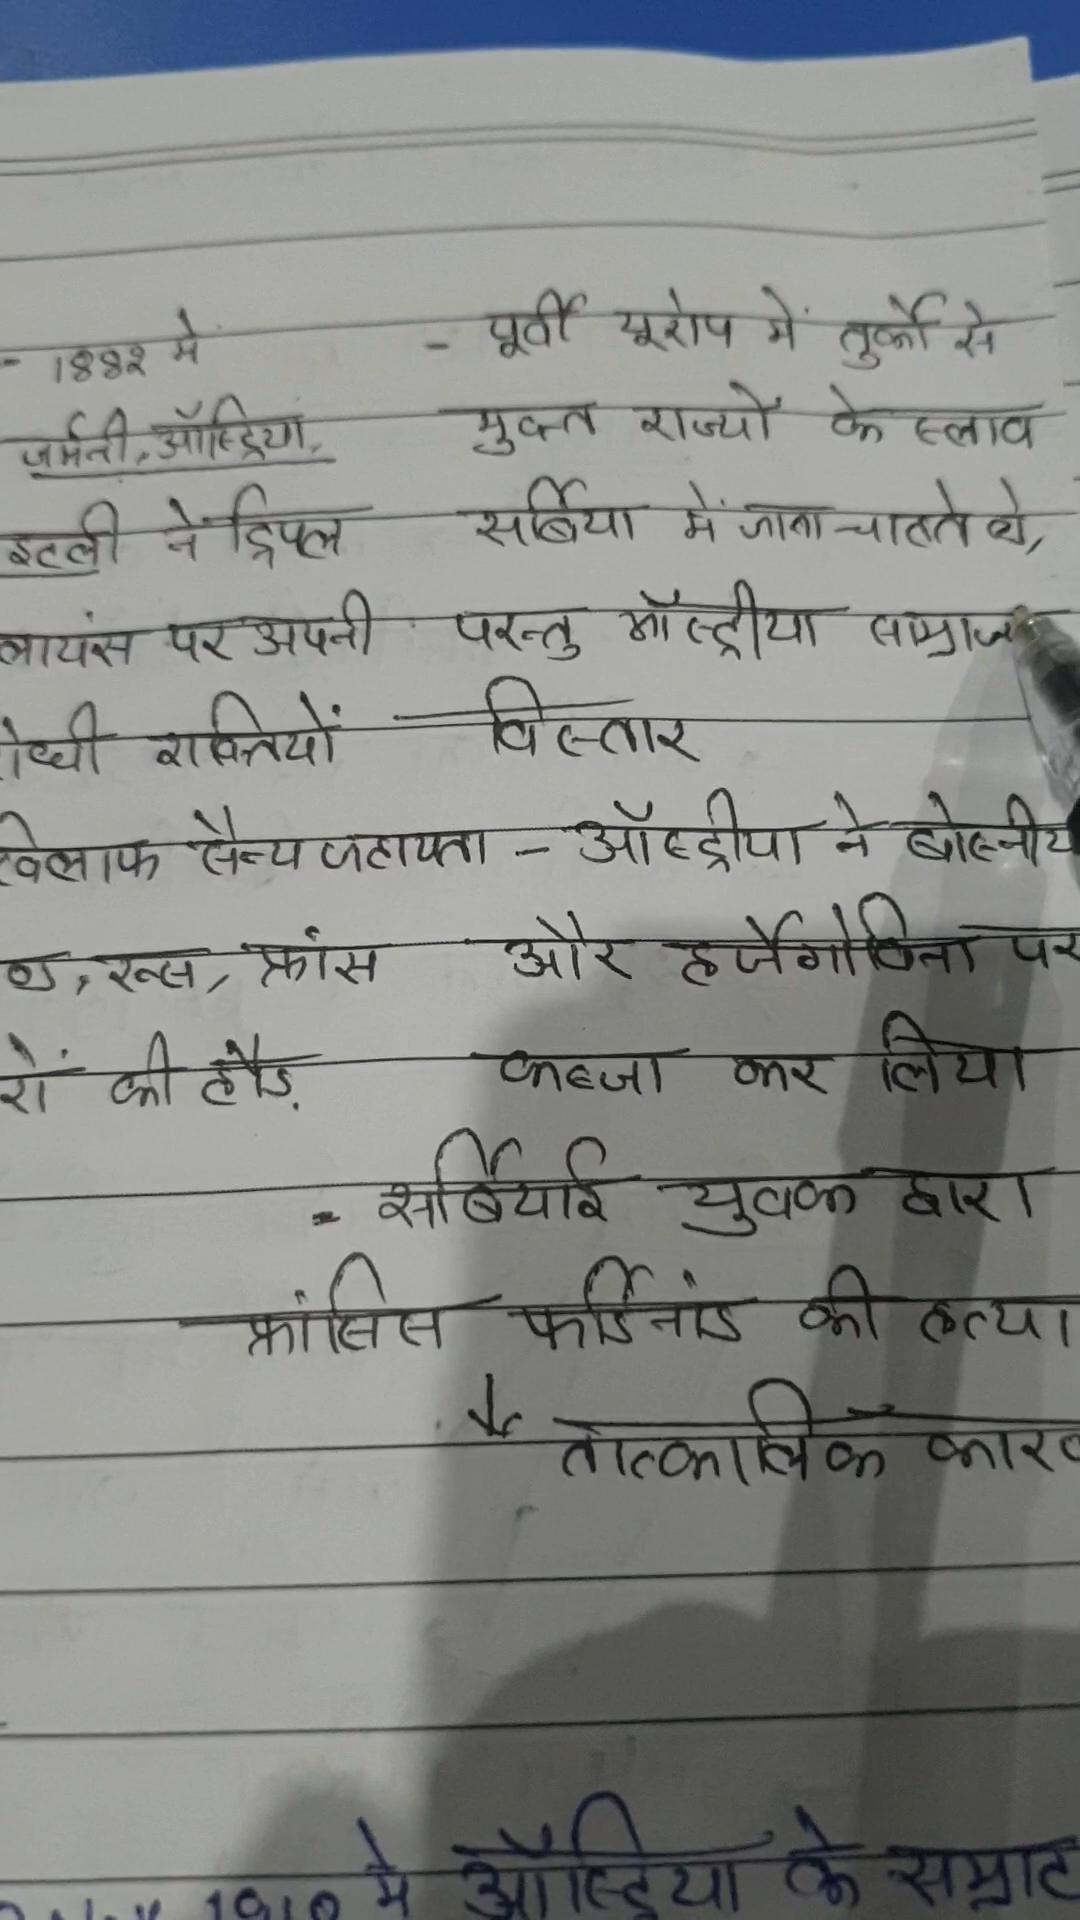 - 1882 में
जर्मनी, ऑस्ट्रिया,
इटली ने ट्रिपल
लायंस पर अपनी
शक्तियों
सैन्य सहायता
, रूस, फ्रांस
की होड़
- पूर्वी यूरोप में तुर्को से
मुक्त राज्यों के स्लाव
सर्बिया में जाना चाहते थे,
परन्तु ऑस्ट्रीया साम्राज्य
विस्तार
- ऑस्ट्रीया ने बोस्नीय
और हर्जेगोविना पर
कब्जा कर लिया
- सर्बियाई युवक द्वारा
फ्रांसिस फर्डिनांड की हत्या
तात्कालिक कारण
में ऑस्ट्रिया के सम्राट